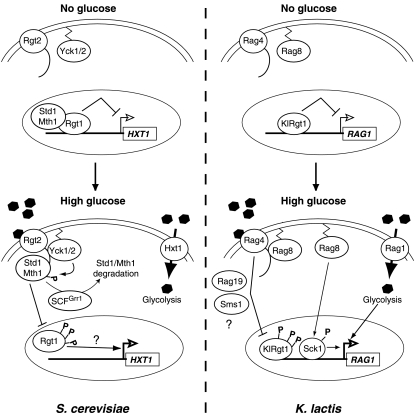 No glucose
Rgt2
Yck1/2
Std1
Mth1
Rgt1
HXT1
High glucose
Rgt2
Yck1/2
Std1
Mth1
P
Std1/Mth1
degradation
SCFGrr1
Hxt1
Glycolysis
Rgt1
P
P
P
?
HXT1
S. cerevisiae
No glucose
Rag4
Rag8
KlRgt1
RAG1
High glucose
Rag4
Rag8
Rag8
Rag1
Rag19
Sms1
?
Glycolysis
KlRgt1
P
P
P
Sck1
P
RAG1
K. lactis